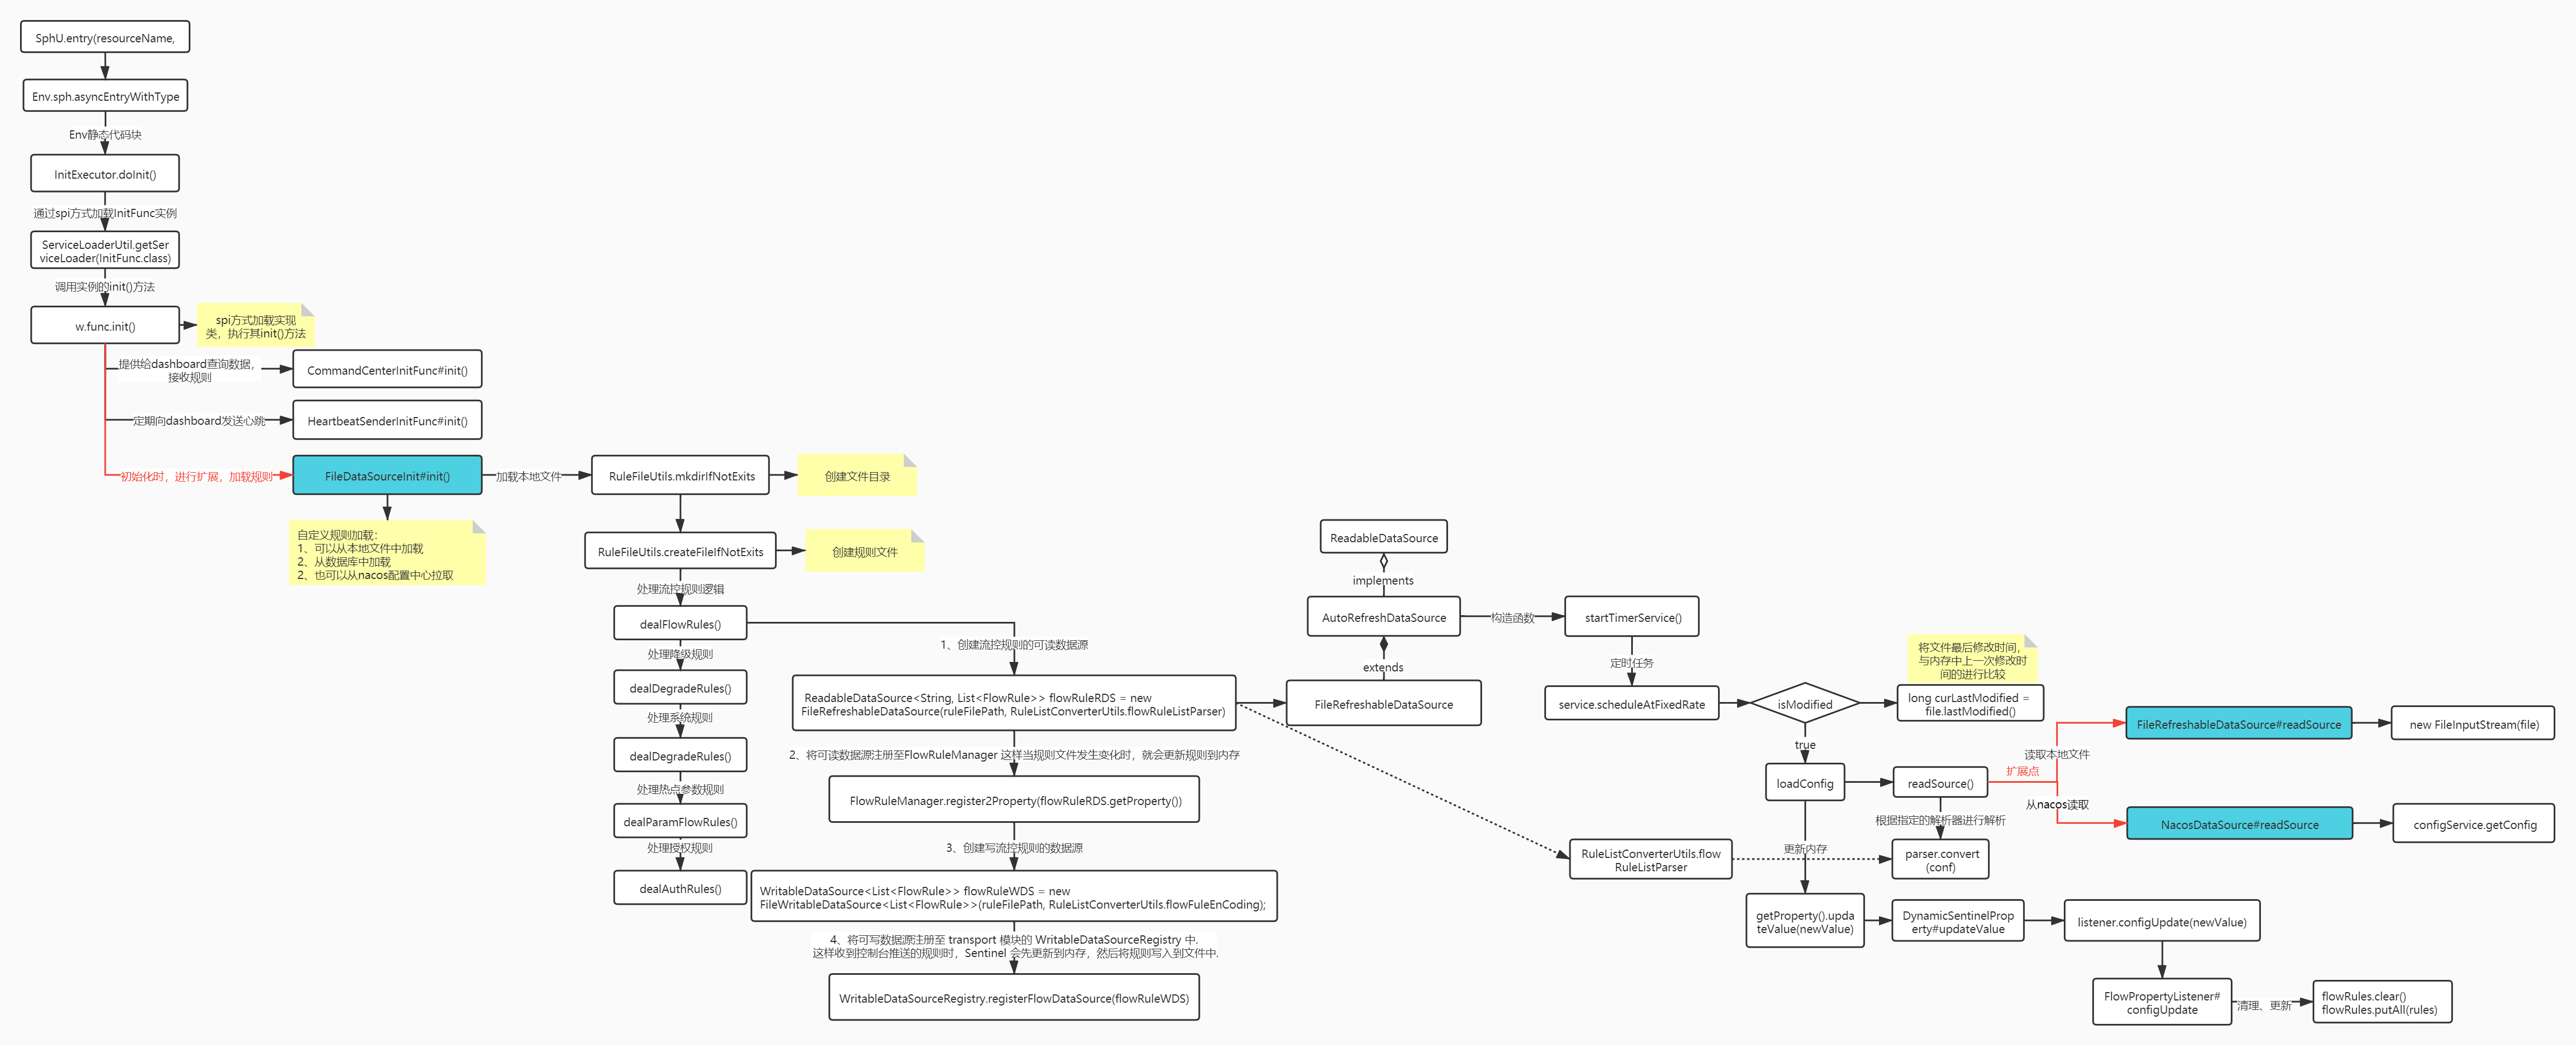 SphU.entry(resourceName,
Env.sph.asyncEntryWithType
Env静态代码块
InitExecutor.doInit()
通过spi方式加载InitFunc实例
ServiceLoaderUtil.getSer
viceLoader(InitFunc.class)
调用实例的init()方法
w.func.init()
spi方式加载实现
类，执行其init()方法
提供给dashboard查询数据，
接收规则
CommandCenterInitFunc#init()
定期向dashboard发送心跳
HeartbeatSenderInitFunc#init()
初始化时，进行扩展，加载规则
FileDataSourceInit#init()
加载本地文件
RuleFileUtils.mkdirIfNotExits
创建文件目录
自定义规则加载：
1、可以从本地文件中加载
2、从数据库中加载
2、也可以从nacos配置中心拉取
RuleFileUtils.createFileIfNotExits
创建规则文件
处理流控规则逻辑
dealFlowRules()
处理降级规则
dealDegradeRules()
处理系统规则
dealDegradeRules()
处理热点参数规则
dealParamFlowRules()
处理授权规则
dealAuthRules()
1、创建流控规则的可读数据源
ReadableDataSource<String, List<FlowRule>> flowRuleRDS = new
FileRefreshableDataSource(ruleFilePath, RuleListConverterUtils.flowRuleListParser)
2、将可读数据源注册至FlowRuleManager 这样当规则文件发生变化时，就会更新规则到内存
FlowRuleManager.register2Property(flowRuleRDS.getProperty())
3、创建写流控规则的数据源
WritableDataSource<List<FlowRule>> flowRuleWDS = new
FileWritableDataSource<List<FlowRule>>(ruleFilePath, RuleListConverterUtils.flowFuleEnCoding);
4、将可写数据源注册至 transport 模块的 WritableDataSourceRegistry 中.
这样收到控制台推送的规则时，Sentinel 会先更新到内存，然后将规则写入到文件中.
WritableDataSourceRegistry.registerFlowDataSource(flowRuleWDS)
ReadableDataSource
implements
AutoRefreshDataSource
extends
FileRefreshableDataSource
构造函数
startTimerService()
定时任务
service.scheduleAtFixedRate
isModified
将文件最后修改时间，
与内存中上一次修改时
间的进行比较
long curLastModified =
file.lastModified()
true
loadConfig
readSource()
扩展点
读取本地文件
FileRefreshableDataSource#readSource
new FileInputStream(file)
从nacos读取
NacosDataSource#readSource
configService.getConfig
根据指定的解析器进行解析
RuleListConverterUtils.flow
RuleListParser
更新内存
parser.convert
(conf)
getProperty().upda
teValue(newValue)
DynamicSentinelProp
erty#updateValue
listener.configUpdate(newValue)
FlowPropertyListener#
configUpdate
清理、更新
flowRules.clear()
flowRules.putAll(rules)